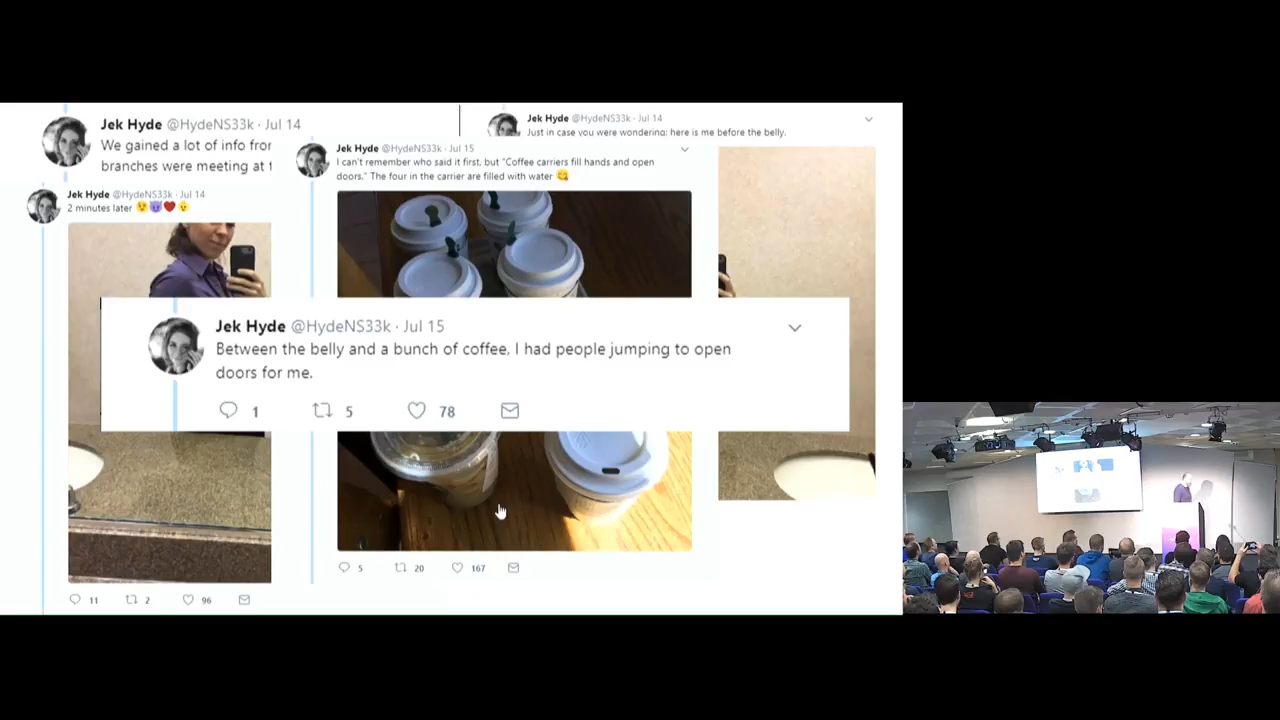 Jek Hyde @HydeNS33k · Jul 14
We gained a lot of info from
branches were meeting at t
Jek Hyde @HydeNS33k · Jul 14
Just in case you were wondering: here is me before the belly.
Jek Hyde @HydeNS33k · Jul 15
I can't remember who said it first, but "Coffee carriers fill hands and open
doors." The four in the carrier are filled with water 😋
Jek Hyde @HydeNS33k · Jul 14
2 minutes later 😉😈❤️👶
Jek Hyde @HydeNS33k · Jul 15
Between the belly and a bunch of coffee, I had people jumping to open
doors for me.
1 5 78
5 20 167
11 2 96